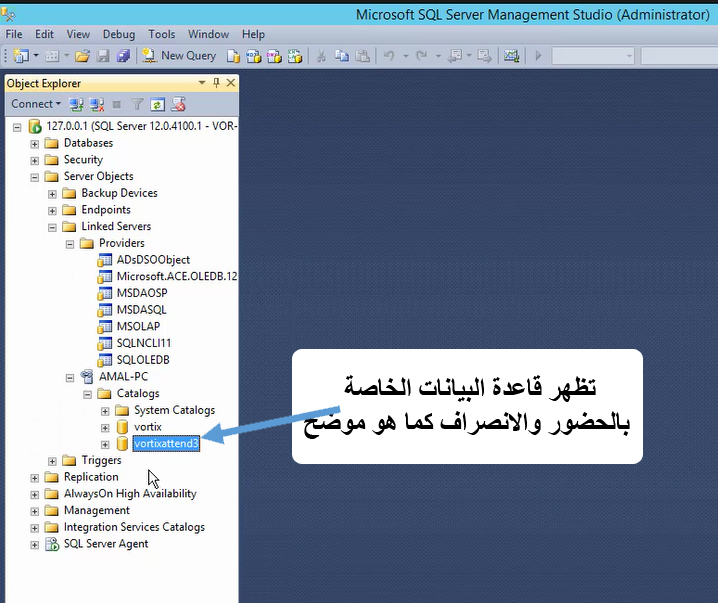 Microsoft SQL Server Management Studio (Administrator)
File Edit View Debug Tools Window Help
New Query
Object Explorer
Connect
127.0.0.1 (SQL Server 12.0.4100.1 - VOR-
Databases
Security
Server Objects
Backup Devices
Endpoints
Linked Servers
Providers
ADsDSOObject
Microsoft.ACE.OLEDB.12
MSDAOSP
MSDASQL
MSOLAP
SQLNCLI11
SQLOLEDB
AMAL-PC
Catalogs
System Catalogs
vortix
vortixattend3
Triggers
Replication
AlwaysOn High Availability
Management
Integration Services Catalogs
SQL Server Agent
تظهر قاعدة البيانات الخاصة
بالحضور والانصراف كما هو موضح